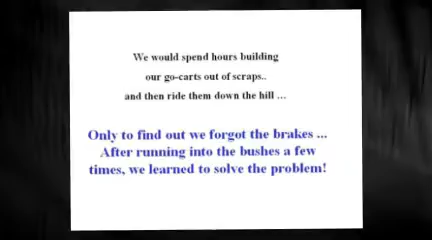 We would spend hours building
our go-carts out of scraps..
and then ride them down the hill ...
Only to find out we forgot the brakes ...
After running into the bushes a few
times, we learned to solve the problem!